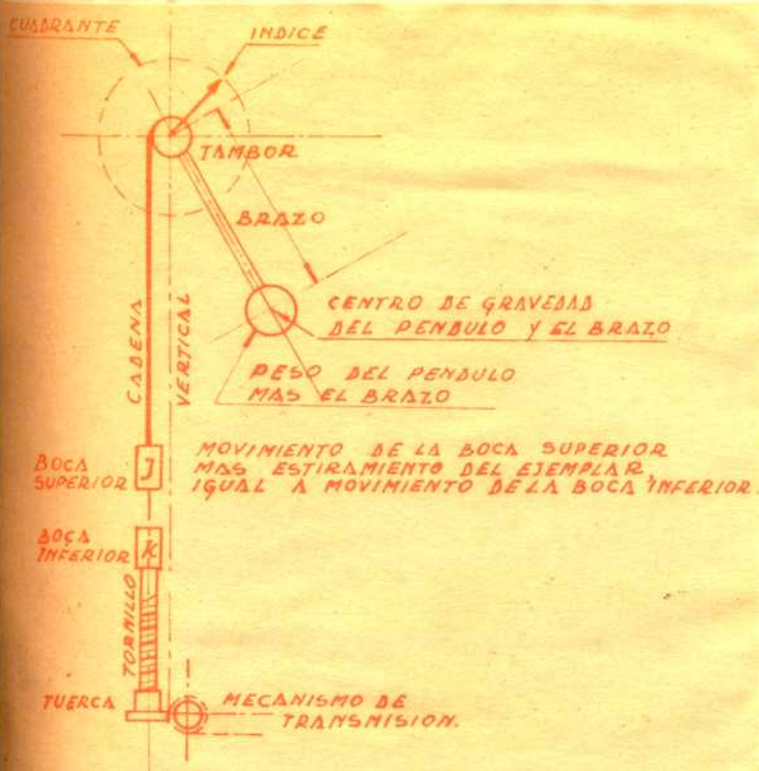 CUADRANTE
INDICE
TAMBOR
BRAZO
CENTRO DE GRAVEDAD
DEL PENDULO Y EL BRAZO
CADENA
VERTICAL
PESO DEL PENDULO
MAS EL BRAZO
BOCA
SUPERIOR
J
MOVIMIENTO DE LA BOCA SUPERIOR
MAS ESTIRAMIENTO DEL EJEMPLAR,
IGUAL A MOVIMIENTO DE LA BOCA INFERIOR.
BOCA
INFERIOR
K
TORNILLO
TUERCA
MECANISMO DE
TRANSMISION.